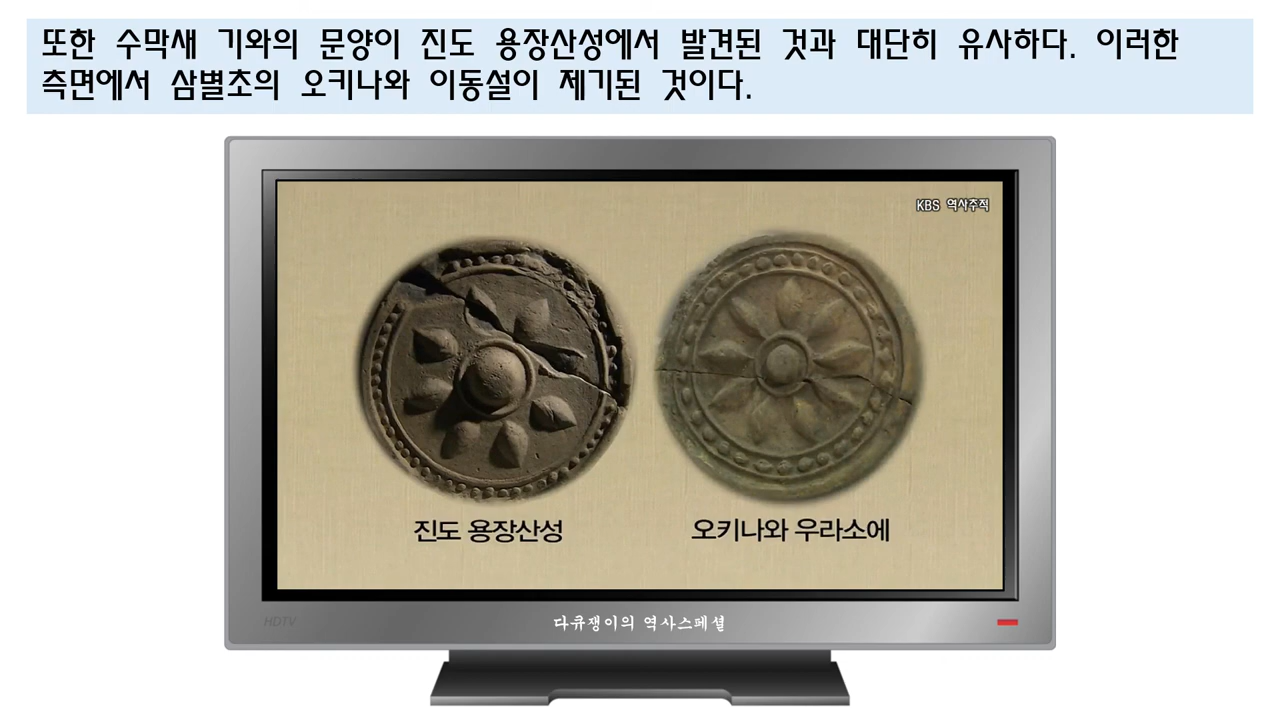 또한 수막새 기와의 문양이 진도 용장산성에서 발견된 것과 대단히 유사하다. 이러한
측면에서 삼별초의 오키나와 이동설이 제기된 것이다.
KBS 역사추적
진도 용장산성
오키나와 우라소에
HDTV
다큐쟁이의 역사스페셜